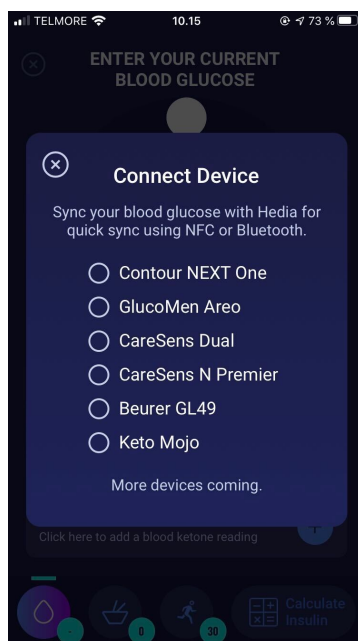 TELMORE 10.15 73 %
ENTER YOUR CURRENT
BLOOD GLUCOSE
Connect Device
Sync your blood glucose with Hedia for
quick sync using NFC or Bluetooth.
Contour NEXT One
GlucoMen Areo
CareSens Dual
CareSens N Premier
Beurer GL49
Keto Mojo
More devices coming.
Click here to add a blood ketone reading
- 0 30
Calculate
Insulin